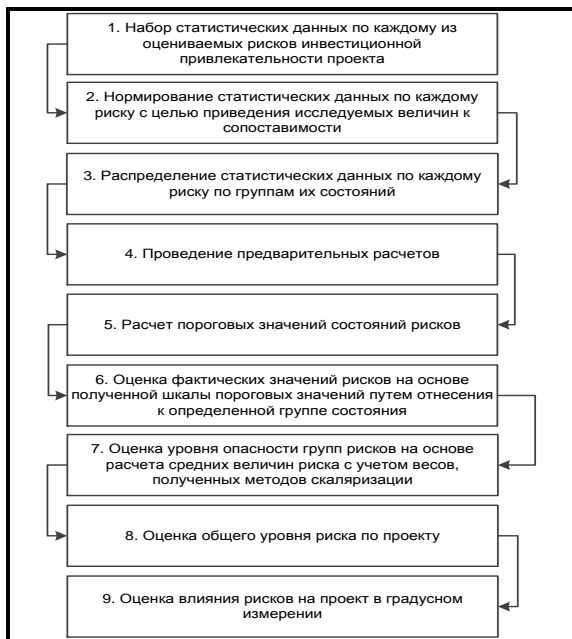 1. Набор статистических данных по каждому из
оцениваемых рисков инвестиционной
привлекательности проекта
2. Нормирование статистических данных по каждому
риску с целью приведения исследуемых величин к
сопоставимости
3. Распределение статистических данных по каждому
риску по группам их состояний
4. Проведение предварительных расчетов
5. Расчет пороговых значений состояний рисков
6. Оценка фактических значений рисков на основе
полученной шкалы пороговых значений путем отнесения
к определенной группе состояния
7. Оценка уровня опасности групп рисков на основе
расчета средних величин риска с учетом весов,
полученных методов скаляризации
8. Оценка общего уровня риска по проекту
9. Оценка влияния рисков на проект в градусном
измерении